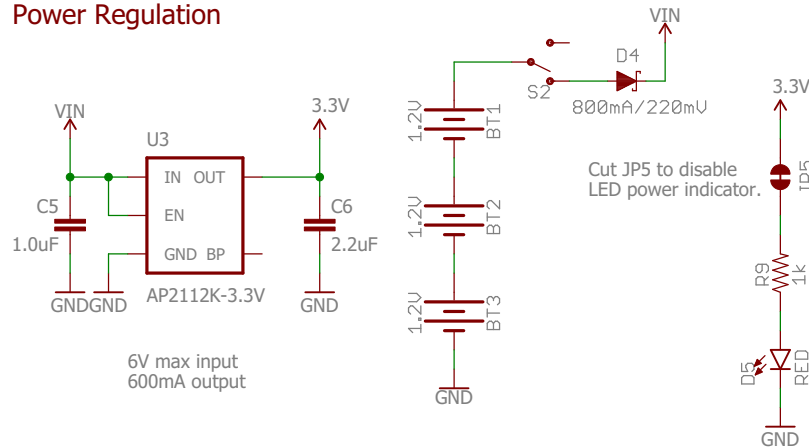 Power Regulation
VIN
U3
IN OUT
EN
GND BP
AP2112K-3.3V
C5
1.0uF
GND
GND
3.3V
C6
2.2uF
GND
6V max input
600mA output
1.2V
BT1
1.2V
BT2
1.2V
BT3
GND
S2
D4
800mA/220mV
VIN
Cut JP5 to disable
LED power indicator.
3.3V
JP5
R9
1k
D5
RED
GND